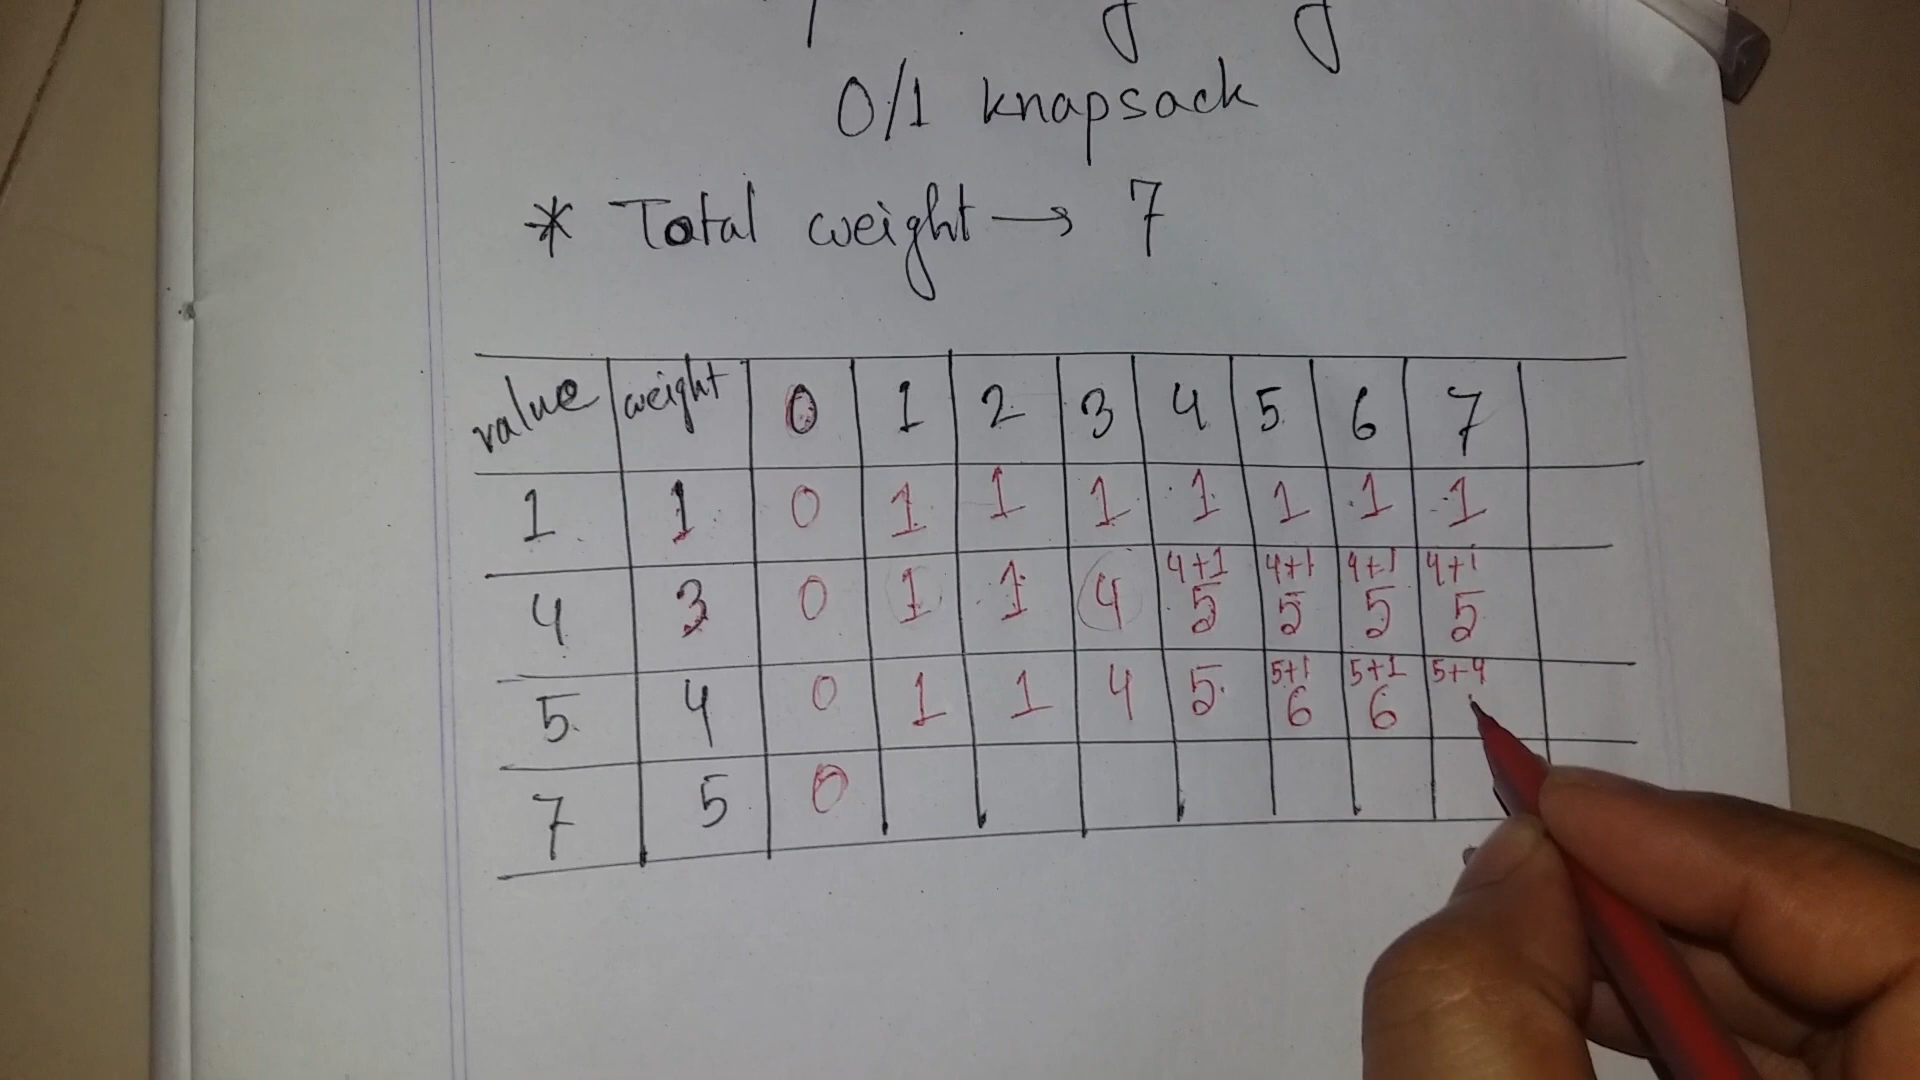 0/1 knapsack
* Total weight → 7
value weight 0 1 2 3 4 5 6 7
1 1 0 1 1 1 1 1 1 1
4+1 4+1 4+1 4+1
4 3 0 1 1 4 5 5 5 5
5+1 5+1 5+4
5 4 0 1 1 4 5 6 6
7 5 0